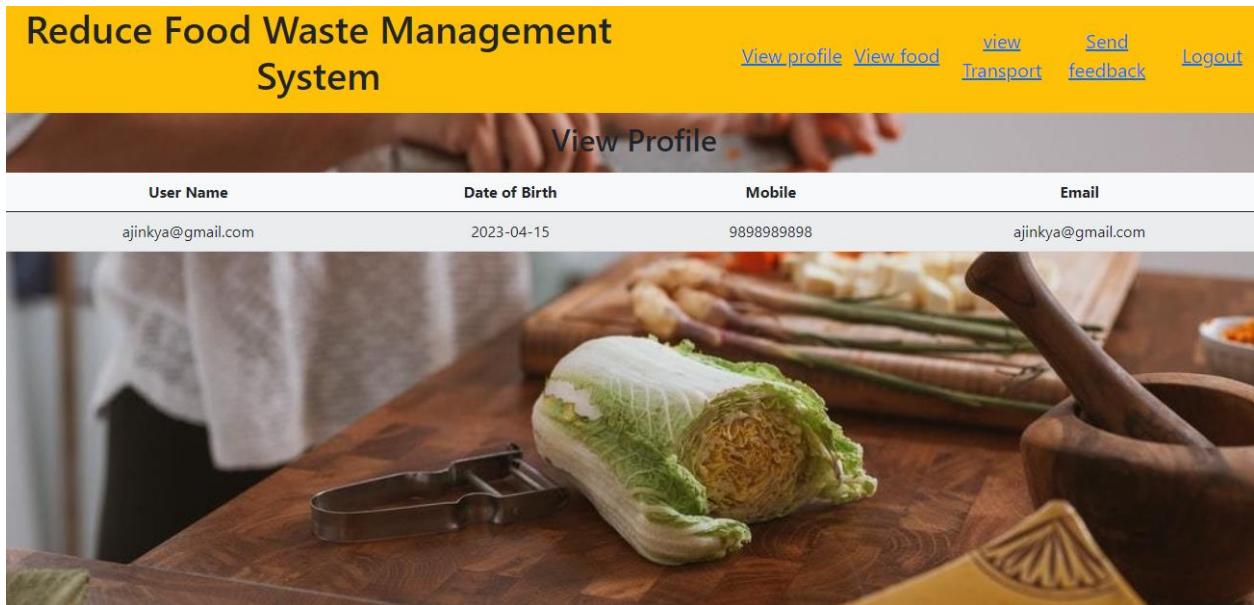 Reduce Food Waste Management
System
View profile View food view Transport Send feedback Logout
View Profile
User Name Date of Birth Mobile Email
ajinkya@gmail.com 2023-04-15 9898989898 ajinkya@gmail.com